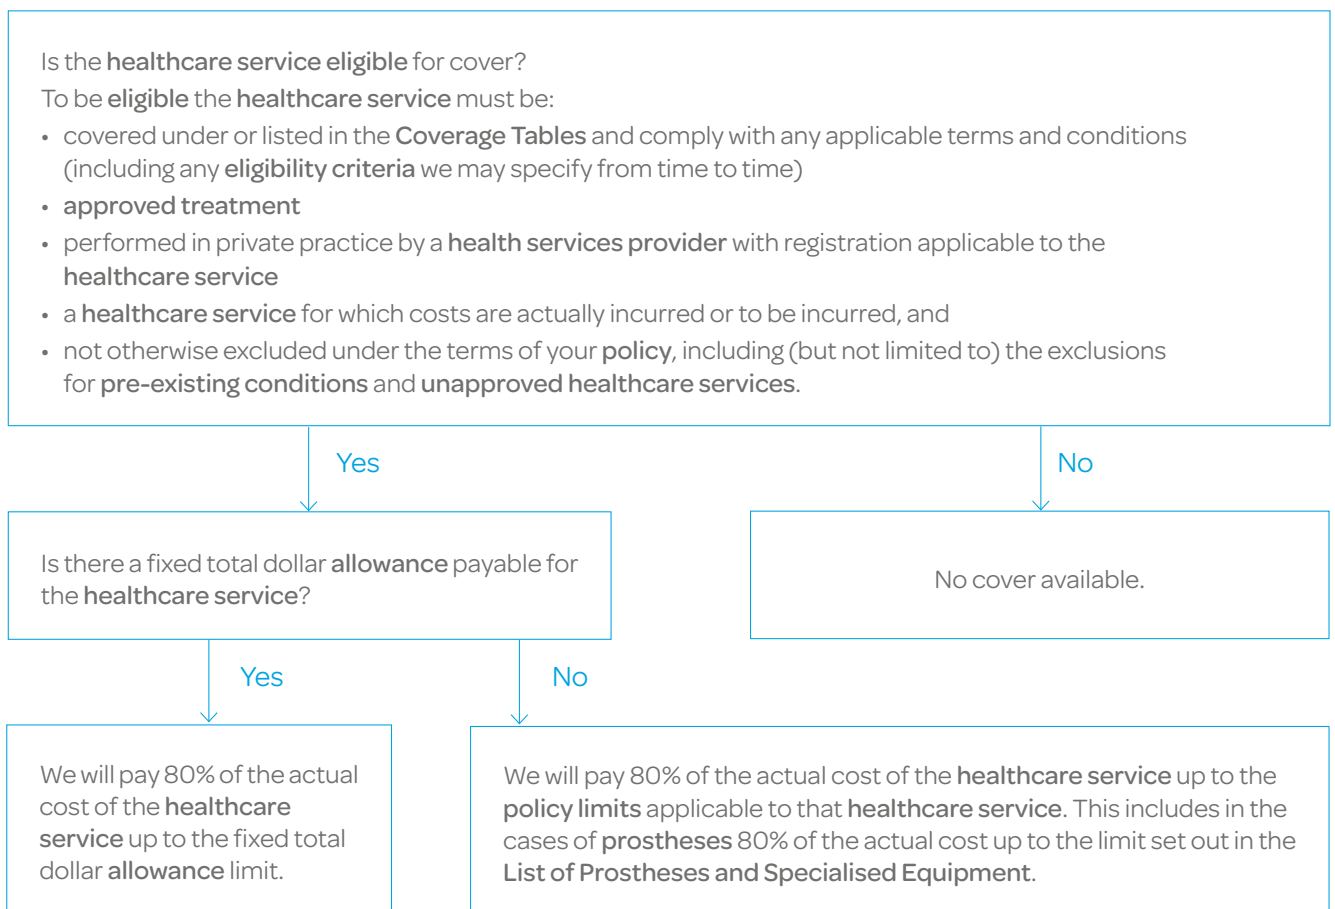 Is the healthcare service eligible for cover?
To be eligible the healthcare service must be:
• covered under or listed in the Coverage Tables and comply with any applicable terms and conditions
(including any eligibility criteria we may specify from time to time)
• approved treatment
• performed in private practice by a health services provider with registration applicable to the
healthcare service
• a healthcare service for which costs are actually incurred or to be incurred, and
• not otherwise excluded under the terms of your policy, including (but not limited to) the exclusions
for pre-existing conditions and unapproved healthcare services.
Yes
No
Is there a fixed total dollar allowance payable for
the healthcare service?
No cover available.
Yes
No
We will pay 80% of the actual
cost of the healthcare
service up to the fixed total
dollar allowance limit.
We will pay 80% of the actual cost of the healthcare service up to the
policy limits applicable to that healthcare service. This includes in the
cases of prostheses 80% of the actual cost up to the limit set out in the
List of Prostheses and Specialised Equipment.